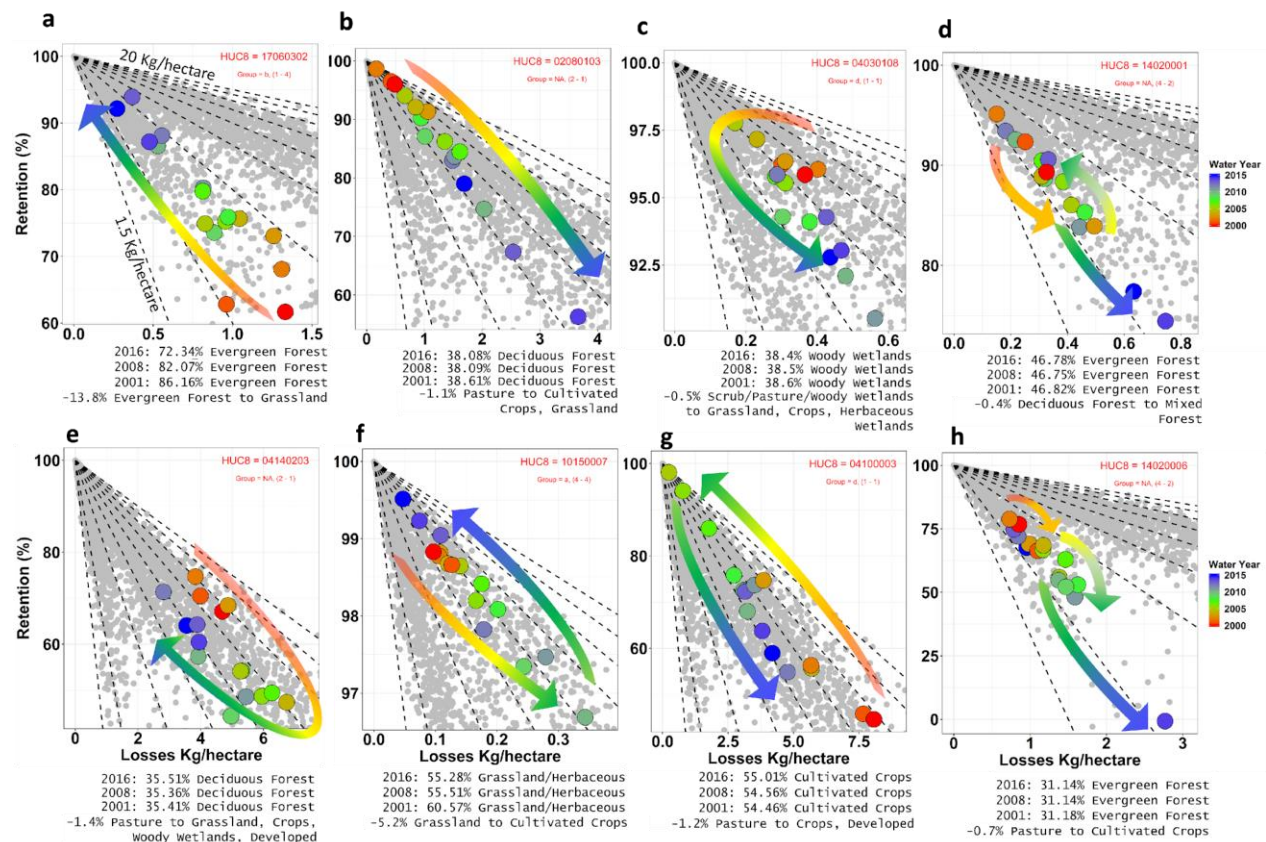 a
b
c
d
HUC8 = 17060302
Group = b, (1 - 4)
20 Kg/hectare
1.5 Kg/hectare
Retention (%)
100
90
80
70
60
0.0
0.5
1.0
1.5
2016: 72.34% Evergreen Forest
2008: 82.07% Evergreen Forest
2001: 86.16% Evergreen Forest
-13.8% Evergreen Forest to Grassland
HUC8 = 02080103
Group = NA, (2 - 1)
100
90
80
70
60
0
1
2
3
4
2016: 38.08% Deciduous Forest
2008: 38.09% Deciduous Forest
2001: 38.61% Deciduous Forest
-1.1% Pasture to Cultivated
Crops, Grassland
HUC8 = 04030108
Group = d, (1 - 1)
100.0
97.5
95.0
92.5
0.0
0.2
0.4
0.6
2016: 38.4% Woody Wetlands
2008: 38.5% Woody Wetlands
2001: 38.6% Woody Wetlands
-0.5% Scrub/Pasture/Woody Wetlands
to Grassland, Crops, Herbaceous
Wetlands
HUC8 = 14020001
Group = NA, (4 - 2)
100
90
80
0.0
0.2
0.4
0.6
0.8
Water Year
2015
2010
2005
2000
2016: 46.78% Evergreen Forest
2008: 46.75% Evergreen Forest
2001: 46.82% Evergreen Forest
-0.4% Deciduous Forest to Mixed
Forest
e
f
g
h
HUC8 = 04140203
Group = NA, (2 - 1)
Retention (%)
100
80
60
0
2
4
6
Losses Kg/hectare
2016: 35.51% Deciduous Forest
2008: 35.36% Deciduous Forest
2001: 35.41% Deciduous Forest
-1.4% Pasture to Grassland, Crops,
Woody Wetlands, Developed
HUC8 = 10150007
Group = a, (4 - 4)
100
99
98
97
0.0
0.1
0.2
0.3
Losses Kg/hectare
2016: 55.28% Grassland/Herbaceous
2008: 55.51% Grassland/Herbaceous
2001: 60.57% Grassland/Herbaceous
-5.2% Grassland to Cultivated Crops
HUC8 = 04100003
Group = d, (1 - 1)
100
80
60
0.0
2.5
5.0
7.5
Losses Kg/hectare
2016: 55.01% Cultivated Crops
2008: 54.56% Cultivated Crops
2001: 54.46% Cultivated Crops
-1.2% Pasture to Crops, Developed
HUC8 = 14020006
Group = NA, (4 - 2)
100
75
50
25
0
0
1
2
3
Losses Kg/hectare
Water Year
2015
2010
2005
2000
2016: 31.14% Evergreen Forest
2008: 31.14% Evergreen Forest
2001: 31.18% Evergreen Forest
-0.7% Pasture to Cultivated Crops